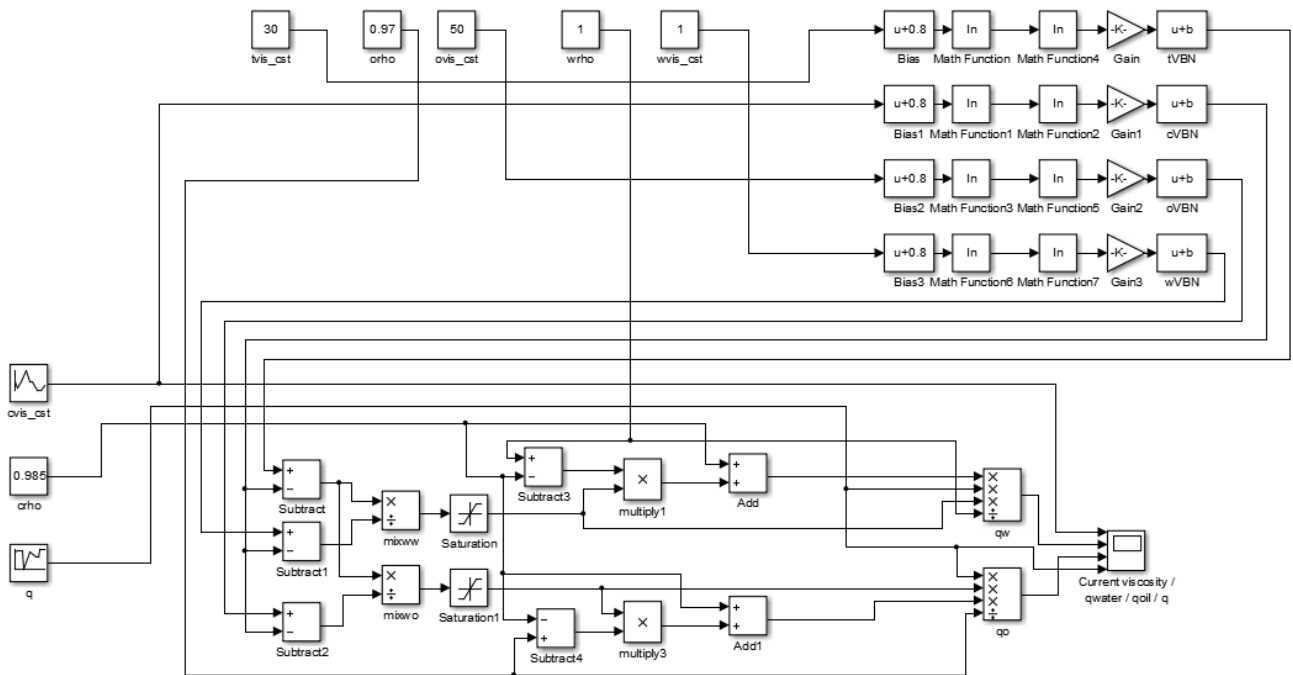 30
0.97
50
1
1
tvis_cst
orho
ovis_cst
wrho
wvis_cst
u+0.8
ln
ln
-K-
u+b
Bias
Math Function
Math Function4
Gain
tVBN
u+0.8
ln
ln
-K-
u+b
Bias1
Math Function1
Math Function2
Gain1
cVBN
u+0.8
ln
ln
-K-
u+b
Bias2
Math Function3
Math Function5
Gain2
oVBN
u+0.8
ln
ln
-K-
u+b
Bias3
Math Function6
Math Function7
Gain3
wVBN
cvis_cst
0.985
crho
q
+
−
Subtract
+
−
Subtract1
+
−
Subtract2
×
÷
mixww
×
÷
mixwo
Saturation
Saturation1
+
−
Subtract3
−
+
Subtract4
×
multiply1
×
multiply3
+
+
Add
+
+
Add1
×
×
×
÷
qw
×
×
×
÷
qo
Current viscosity /
qwater / qoil / q